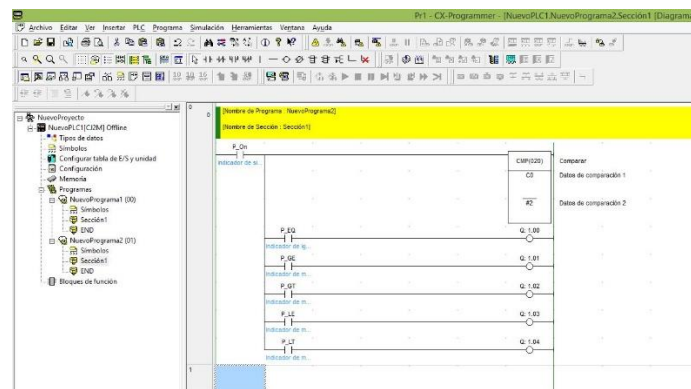 Pr1 - CX-Programmer - [NuevoPLC1.NuevoPrograma2.Sección1 [Diagrama
Archivo Editar Ver Insertar PLC Programa Simulación Herramientas Ventana Ayuda
NuevoProyecto
NuevoPLC1[CJ2M] Offline
Tipos de datos
Símbolos
Configurar tabla de E/S y unidad
Configuración
Memoria
Programas
NuevoPrograma1 (00)
Símbolos
Sección1
END
NuevoPrograma2 (01)
Símbolos
Sección1
END
Bloques de función
0
0
[Nombre de Programa : NuevoPrograma2]
[Nombre de Sección : Sección1]
P_On
Indicador de si...
CMP(020) Comparar
C0 Datos de comparación 1
#2 Datos de comparación 2
P_EQ Q: 1.00
Indicador de ig...
P_GE Q: 1.01
Indicador de m...
P_GT Q: 1.02
Indicador de m...
P_LE Q: 1.03
Indicador de m...
P_LT Q: 1.04
Indicador de m...
1